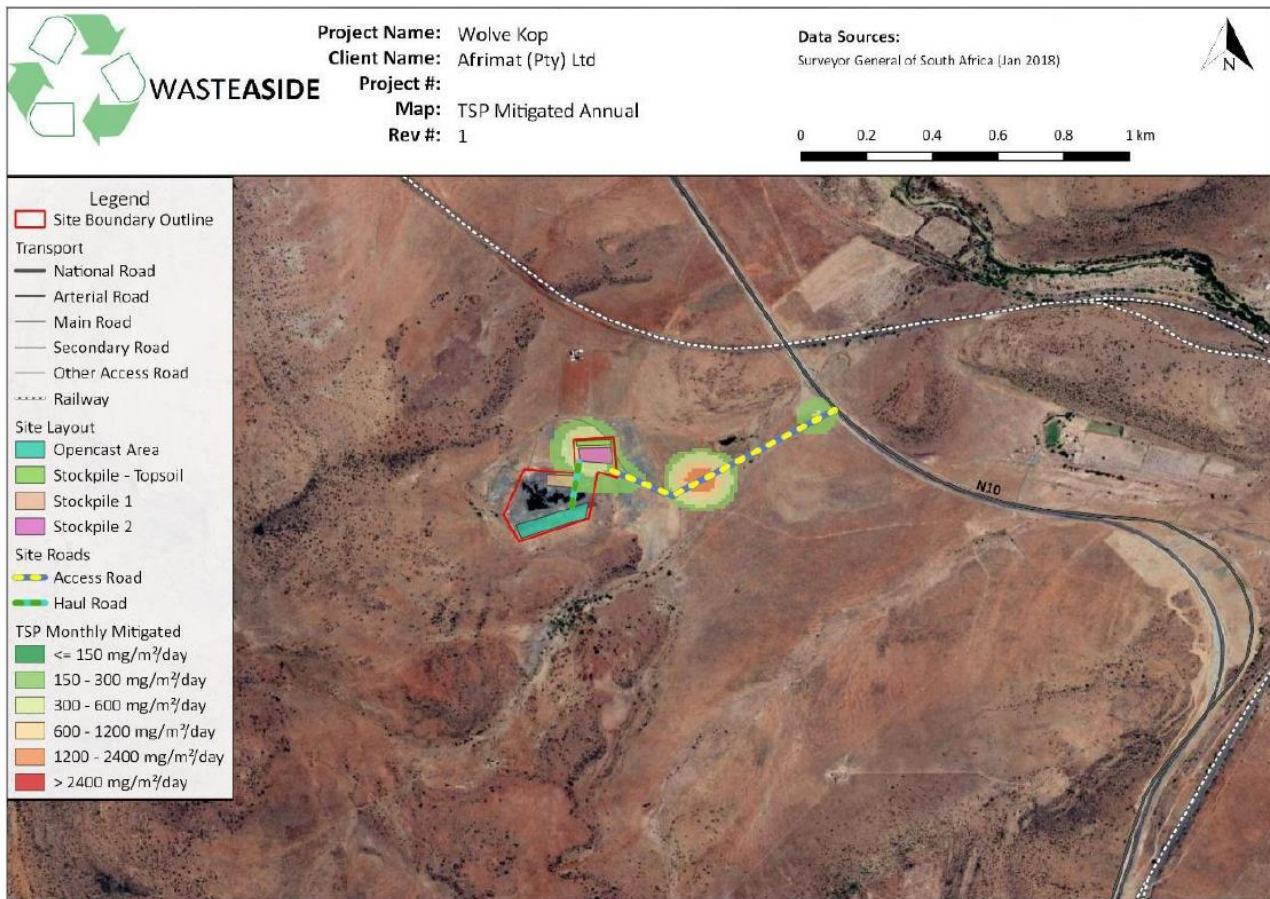 WASTEASIDE
Project Name: Wolve Kop
Client Name: Afrimat (Pty) Ltd
Project #:
Map: TSP Mitigated Annual
Rev #: 1
Data Sources:
Surveyor General of South Africa (Jan 2018)
N
0 0.2 0.4 0.6 0.8 1 km
Legend
Site Boundary Outline
Transport
National Road
Arterial Road
Main Road
Secondary Road
Other Access Road
Railway
Site Layout
Opencast Area
Stockpile - Topsoil
Stockpile 1
Stockpile 2
Site Roads
Access Road
Haul Road
TSP Monthly Mitigated
<= 150 mg/m²/day
150 - 300 mg/m²/day
300 - 600 mg/m²/day
600 - 1200 mg/m²/day
1200 - 2400 mg/m²/day
> 2400 mg/m²/day
N10